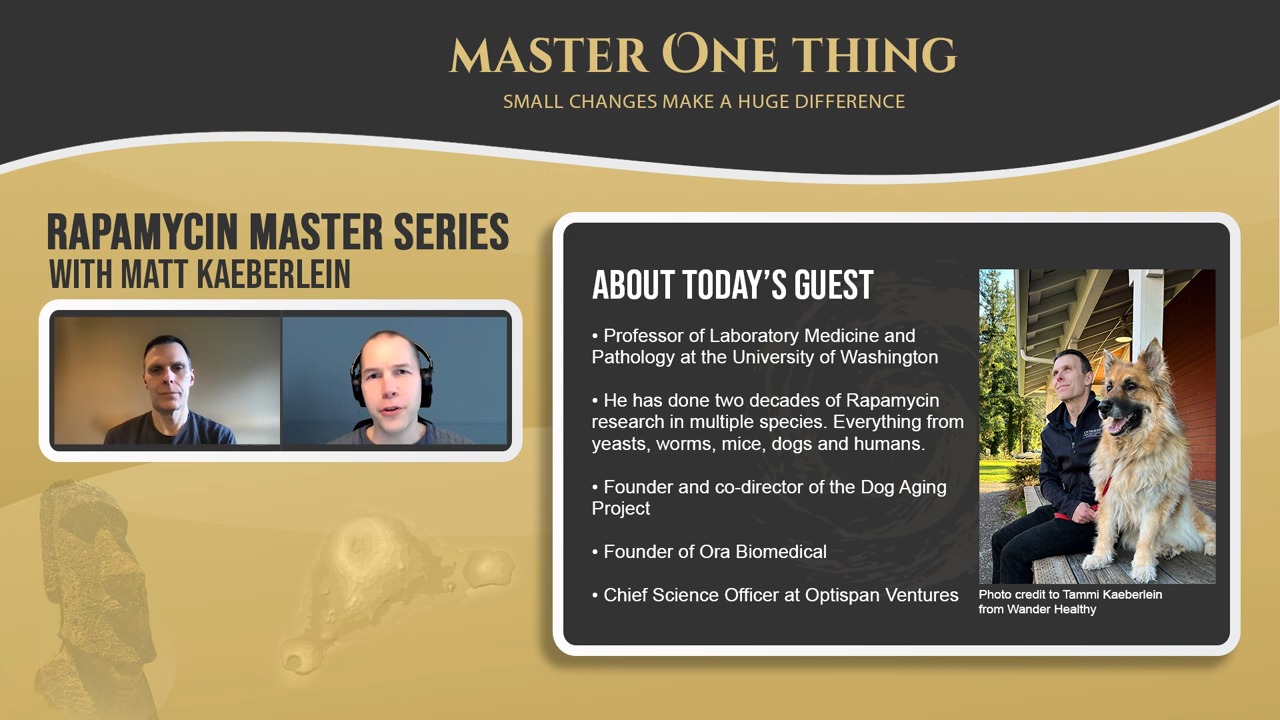 MASTER ONE THING
SMALL CHANGES MAKE A HUGE DIFFERENCE
RAPAMYCIN MASTER SERIES
WITH MATT KAEBERLEIN
ABOUT TODAY’S GUEST
• Professor of Laboratory Medicine and
Pathology at the University of Washington
• He has done two decades of Rapamycin
research in multiple species. Everything from
yeasts, worms, mice, dogs and humans.
• Founder and co-director of the Dog Aging
Project
• Founder of Ora Biomedical
• Chief Science Officer at Optispan Ventures
Photo credit to Tammi Kaeberlein
from Wander Healthy